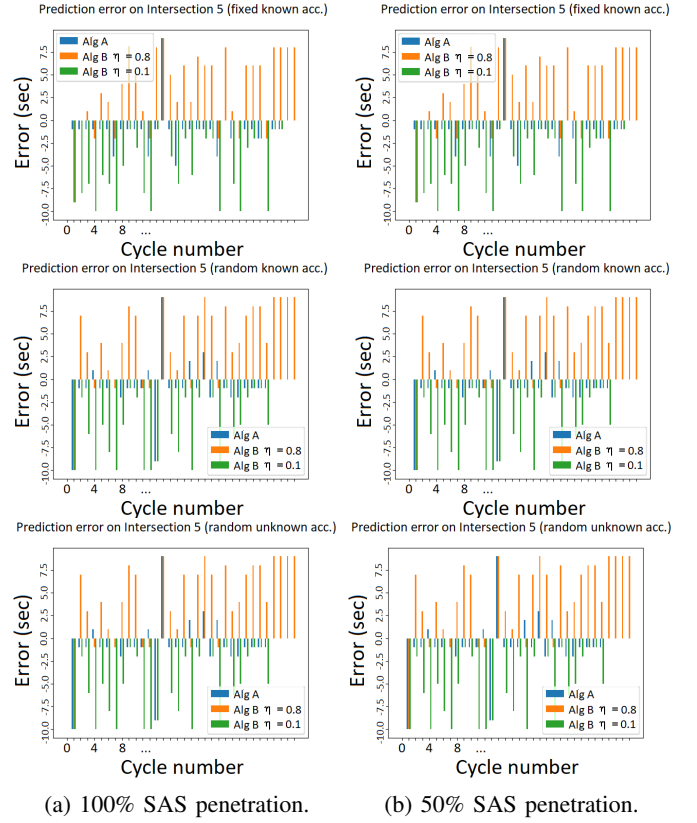 Prediction error on Intersection 5 (fixed known acc.)
Alg A
Alg B η = 0.8
Alg B η = 0.1
Error (sec)
7.5
5.0
2.5
0.0
-2.5
-5.0
-7.5
-10.0
0 4 8 ...
Cycle number
Prediction error on Intersection 5 (fixed known acc.)
Alg A
Alg B η = 0.8
Alg B η = 0.1
Error (sec)
7.5
5.0
2.5
0.0
-2.5
-5.0
-7.5
-10.0
0 4 8 ...
Cycle number
Prediction error on Intersection 5 (random known acc.)
Error (sec)
7.5
5.0
2.5
0.0
-2.5
-5.0
-7.5
-10.0
Alg A
Alg B η = 0.8
Alg B η = 0.1
0 4 8 ...
Cycle number
Prediction error on Intersection 5 (random known acc.)
Error (sec)
7.5
5.0
2.5
0.0
-2.5
-5.0
-7.5
-10.0
Alg A
Alg B η = 0.8
Alg B η = 0.1
0 4 8 ...
Cycle number
Prediction error on Intersection 5 (random unknown acc.)
Error (sec)
7.5
5.0
2.5
0.0
-2.5
-5.0
-7.5
-10.0
Alg A
Alg B η = 0.8
Alg B η = 0.1
0 4 8 ...
Cycle number
Prediction error on Intersection 5 (random unknown acc.)
Error (sec)
7.5
5.0
2.5
0.0
-2.5
-5.0
-7.5
-10.0
Alg A
Alg B η = 0.8
Alg B η = 0.1
0 4 8 ...
Cycle number
(a) 100% SAS penetration.
(b) 50% SAS penetration.